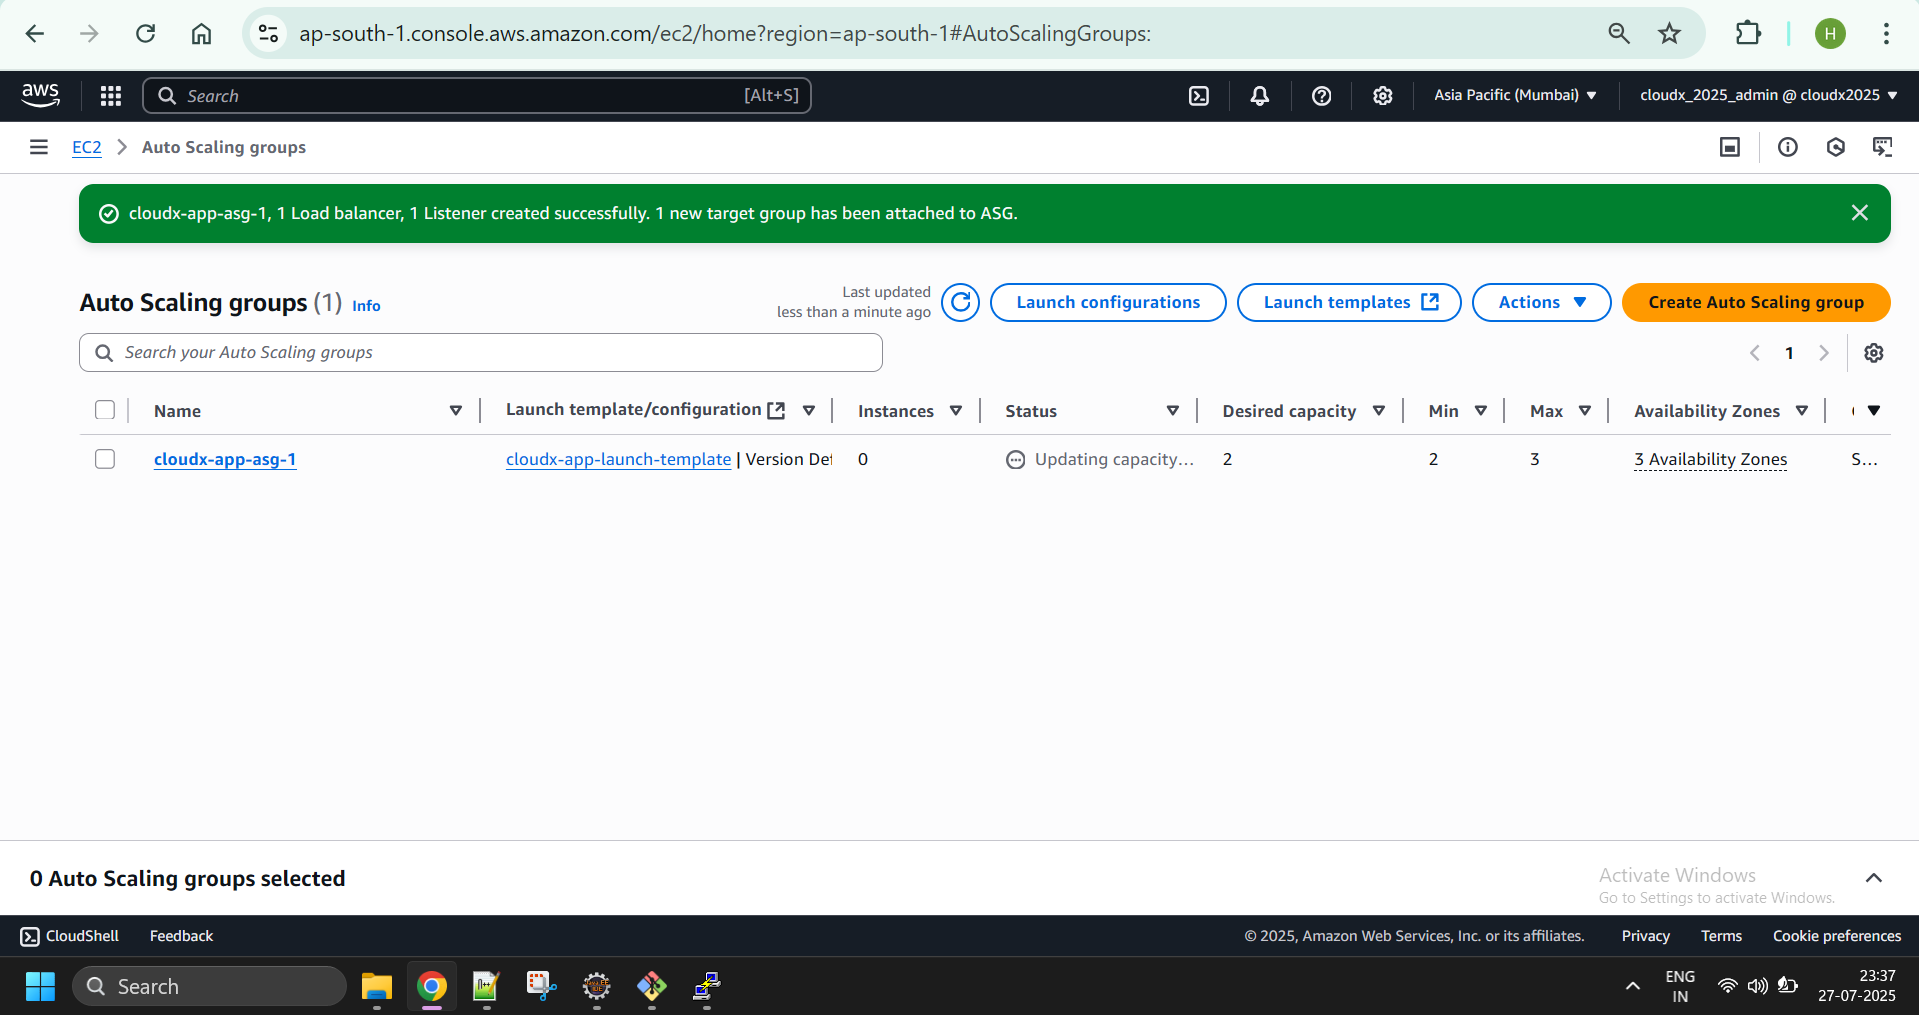 ap-south-1.console.aws.amazon.com/ec2/home?region=ap-south-1#AutoScalingGroups:
H
aws
Search [Alt+S]
Asia Pacific (Mumbai)
cloudx_2025_admin @ cloudx2025
EC2 Auto Scaling groups
cloudx-app-asg-1, 1 Load balancer, 1 Listener created successfully. 1 new target group has been attached to ASG.
Auto Scaling groups (1) Info
Last updated
less than a minute ago
Launch configurations
Launch templates
Actions
Create Auto Scaling group
Search your Auto Scaling groups
1
Name Launch template/configuration Instances Status Desired capacity Min Max Availability Zones
cloudx-app-asg-1 cloudx-app-launch-template | Version Def 0 Updating capacity... 2 2 3 3 Availability Zones S...
0 Auto Scaling groups selected
Activate Windows
Go to Settings to activate Windows.
CloudShell Feedback © 2025, Amazon Web Services, Inc. or its affiliates. Privacy Terms Cookie preferences
Search
ENG
IN
23:37
27-07-2025